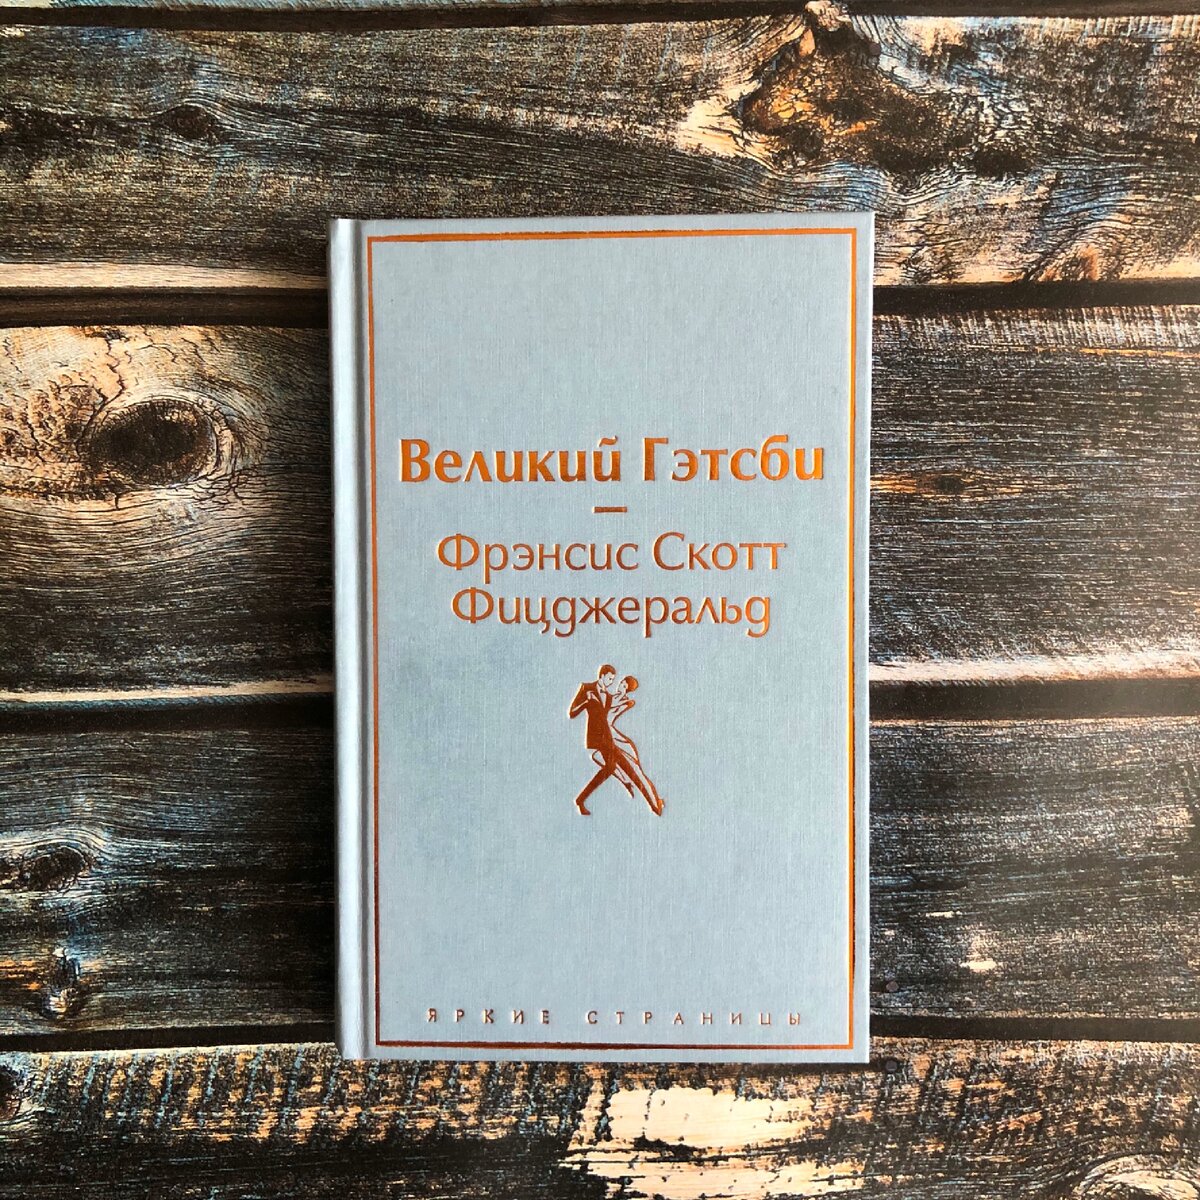 Великий Гэтсби
–
Фрэнсис Скотт
Фицджеральд
ЯРКИЕ СТРАНИЦЫ